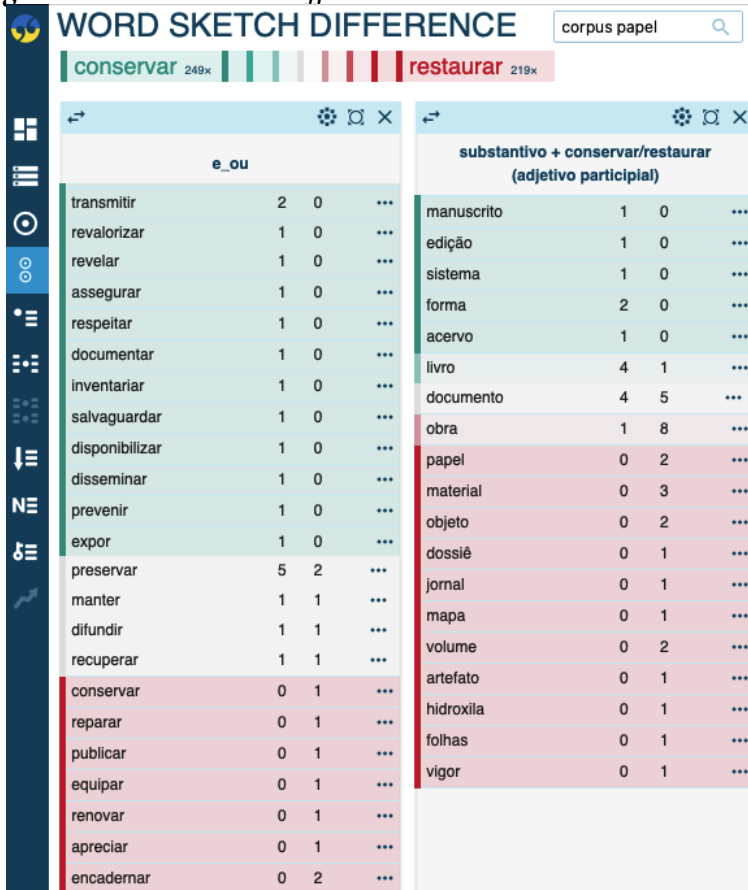 WORD SKETCH DIFFERENCE
corpus papel
conservar 249×
restaurar 219×
e_ou
transmitir 2 0
revalorizar 1 0
revelar 1 0
assegurar 1 0
respeitar 1 0
documentar 1 0
inventariar 1 0
salvaguardar 1 0
disponibilizar 1 0
disseminar 1 0
prevenir 1 0
expor 1 0
preservar 5 2
manter 1 1
difundir 1 1
recuperar 1 1
conservar 0 1
reparar 0 1
publicar 0 1
equipar 0 1
renovar 0 1
apreciar 0 1
encadernar 0 2
substantivo + conservar/restaurar
(adjetivo participial)
manuscrito 1 0
edição 1 0
sistema 1 0
forma 2 0
acervo 1 0
livro 4 1
documento 4 5
obra 1 8
papel 0 2
material 0 3
objeto 0 2
dossiê 0 1
jornal 0 1
mapa 0 1
volume 0 2
artefato 0 1
hidroxila 0 1
folhas 0 1
vigor 0 1